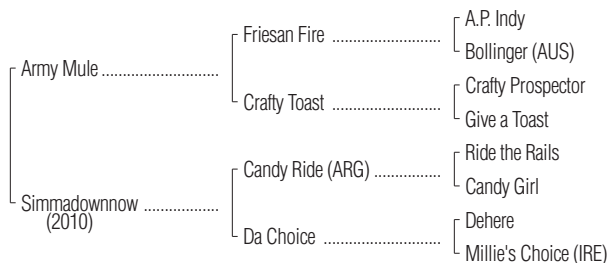 A.P. Indy
Friesan Fire ........................
Bollinger (AUS)
Army Mule ..........................
Crafty Prospector
Crafty Toast ........................
Give a Toast
Ride the Rails
Candy Ride (ARG) ...............
Candy Girl
Simmadownnow ................
(2010)
Dehere
Da Choice ..........................
Millie's Choice (IRE)